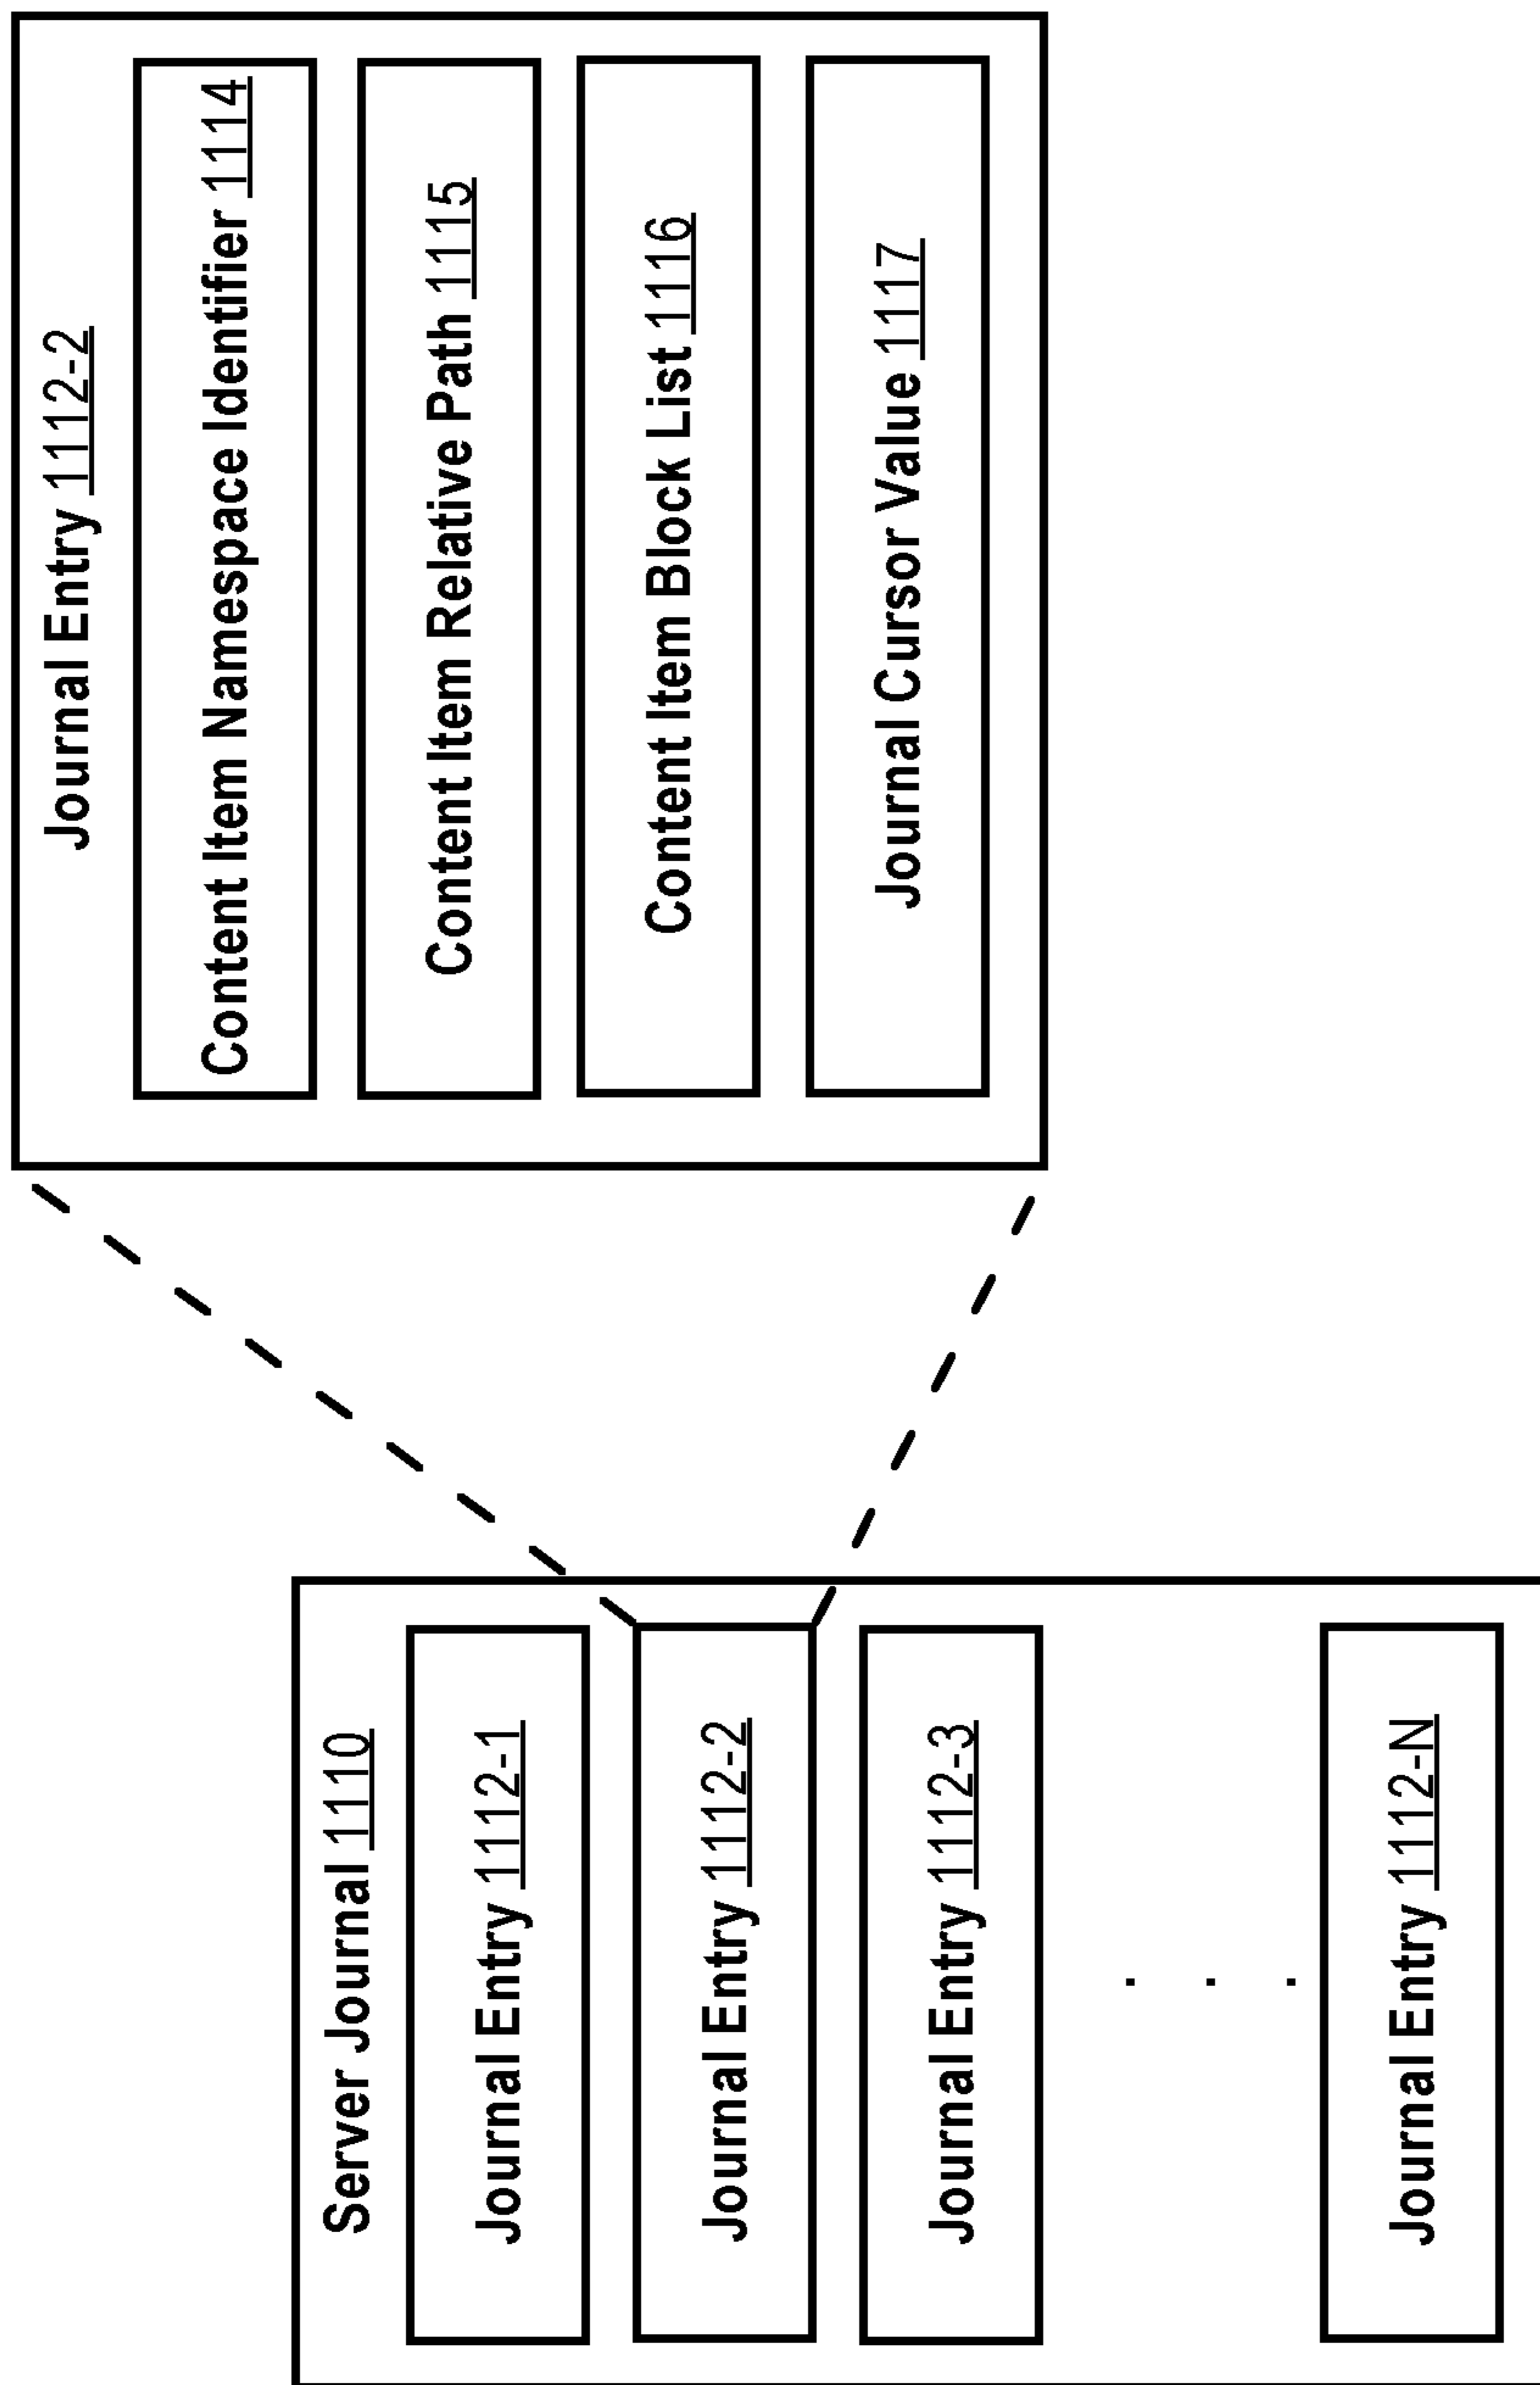 Server Journal 1110
Journal Entry 1112-1
Journal Entry 1112-2
Journal Entry 1112-3
. . .
Journal Entry 1112-N
Journal Entry 1112-2
Content Item Namespace Identifier 1114
Content Item Relative Path 1115
Content Item Block List 1116
Journal Cursor Value 1117